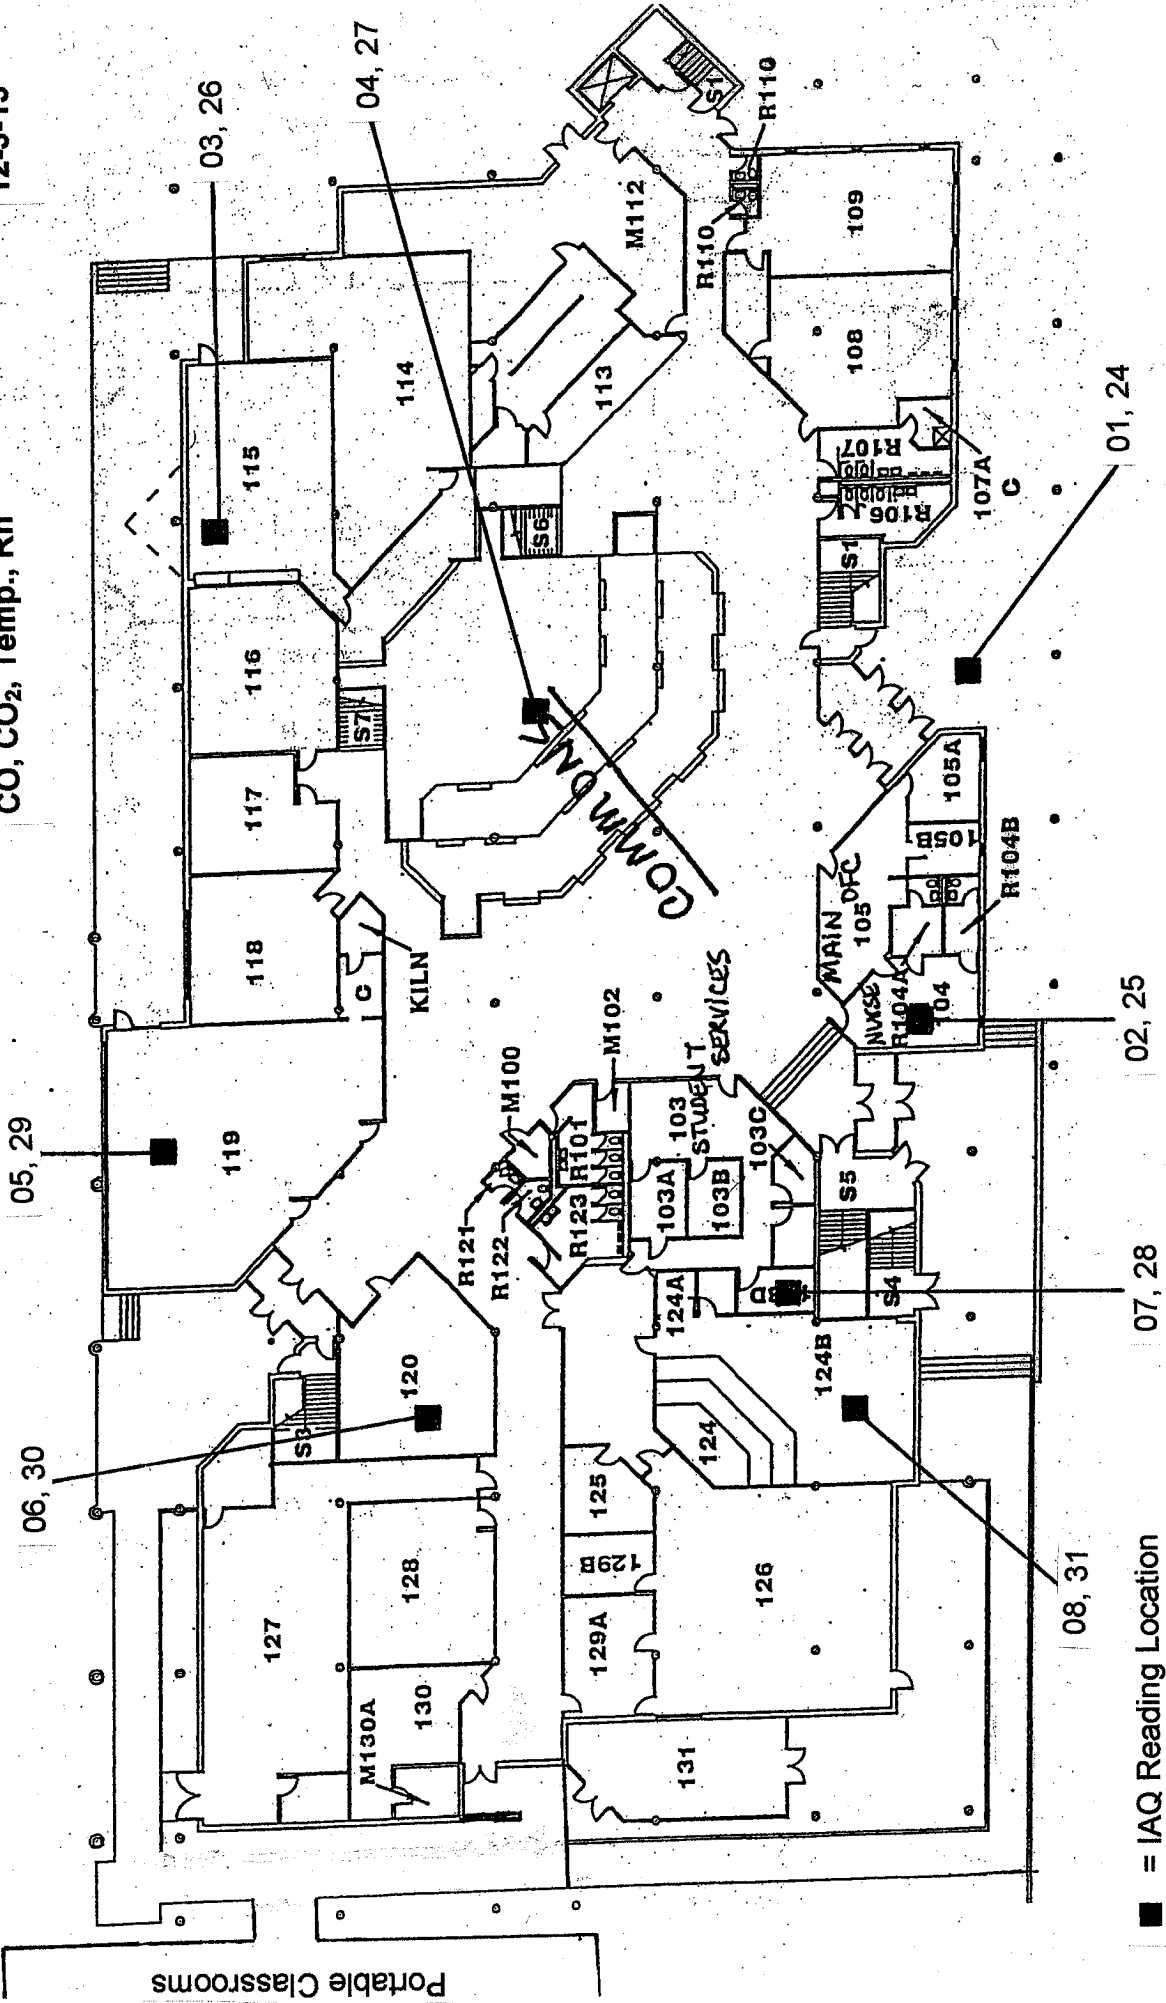 CO, CO₂, Temp., Rh
03, 26
04, 27
05, 29
06, 30
115
114
113
M112
S1
R110
R110
109
108
R107
R106
107A
C
S1
01, 24
116
117
118
S7
S6
C
KILN
COMMONS
119
M100
M102
R101
R121
R122
R123
103
STUDENT
SERVICES
103A
103B
103C
MAIN
OFC
105
105A
105B
R104B
NURSE
R104A
02, 25
S5
S4
07, 28
120
S3
124A
124B
124
125
126
127
128
129A
129B
130
M130A
131
08, 31
Portable Classrooms
= IAQ Reading Location